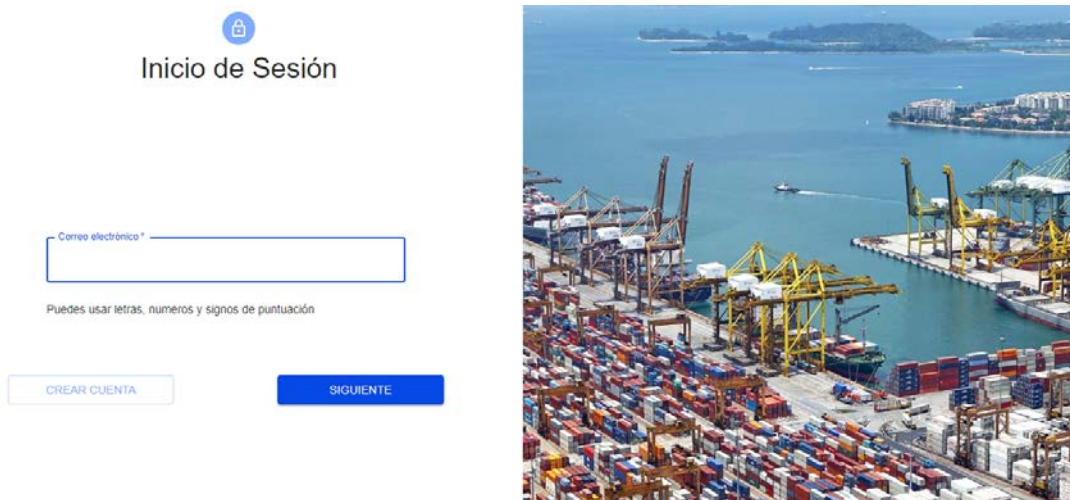 Inicio de Sesión
Correo electrónico *
Puedes usar letras, numeros y signos de puntuación
CREAR CUENTA
SIGUIENTE